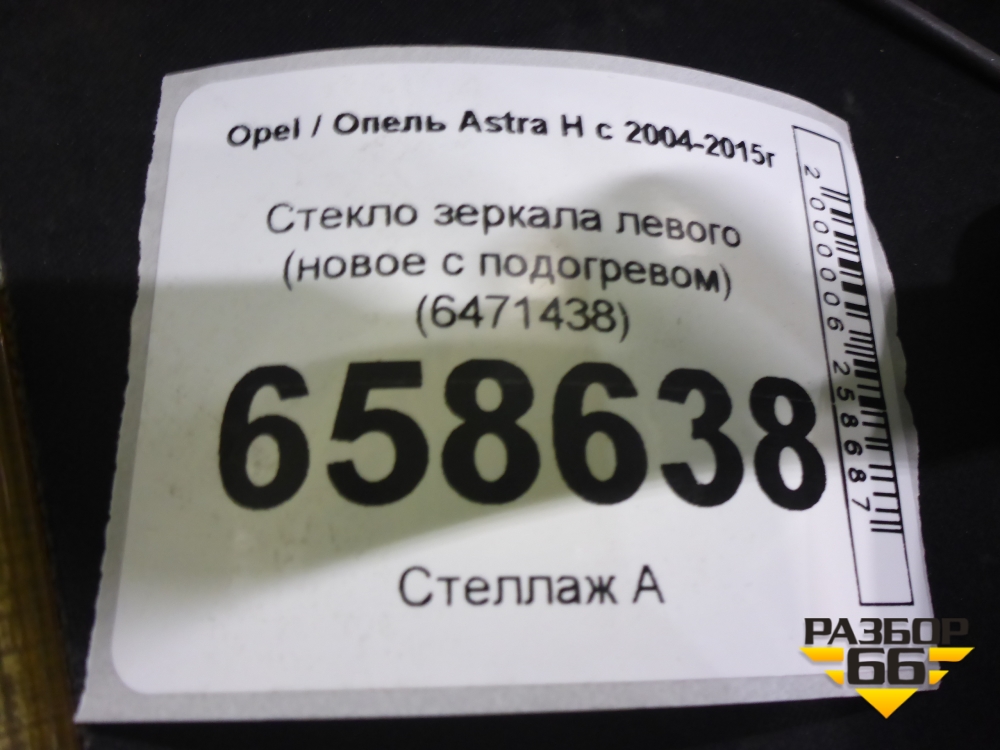 Opel / Опель Astra H с 2004-2015г
Стекло зеркала левого
(новое с подогревом)
(6471438)
658638
Стеллаж А
2000006258687
РАЗБОР
66